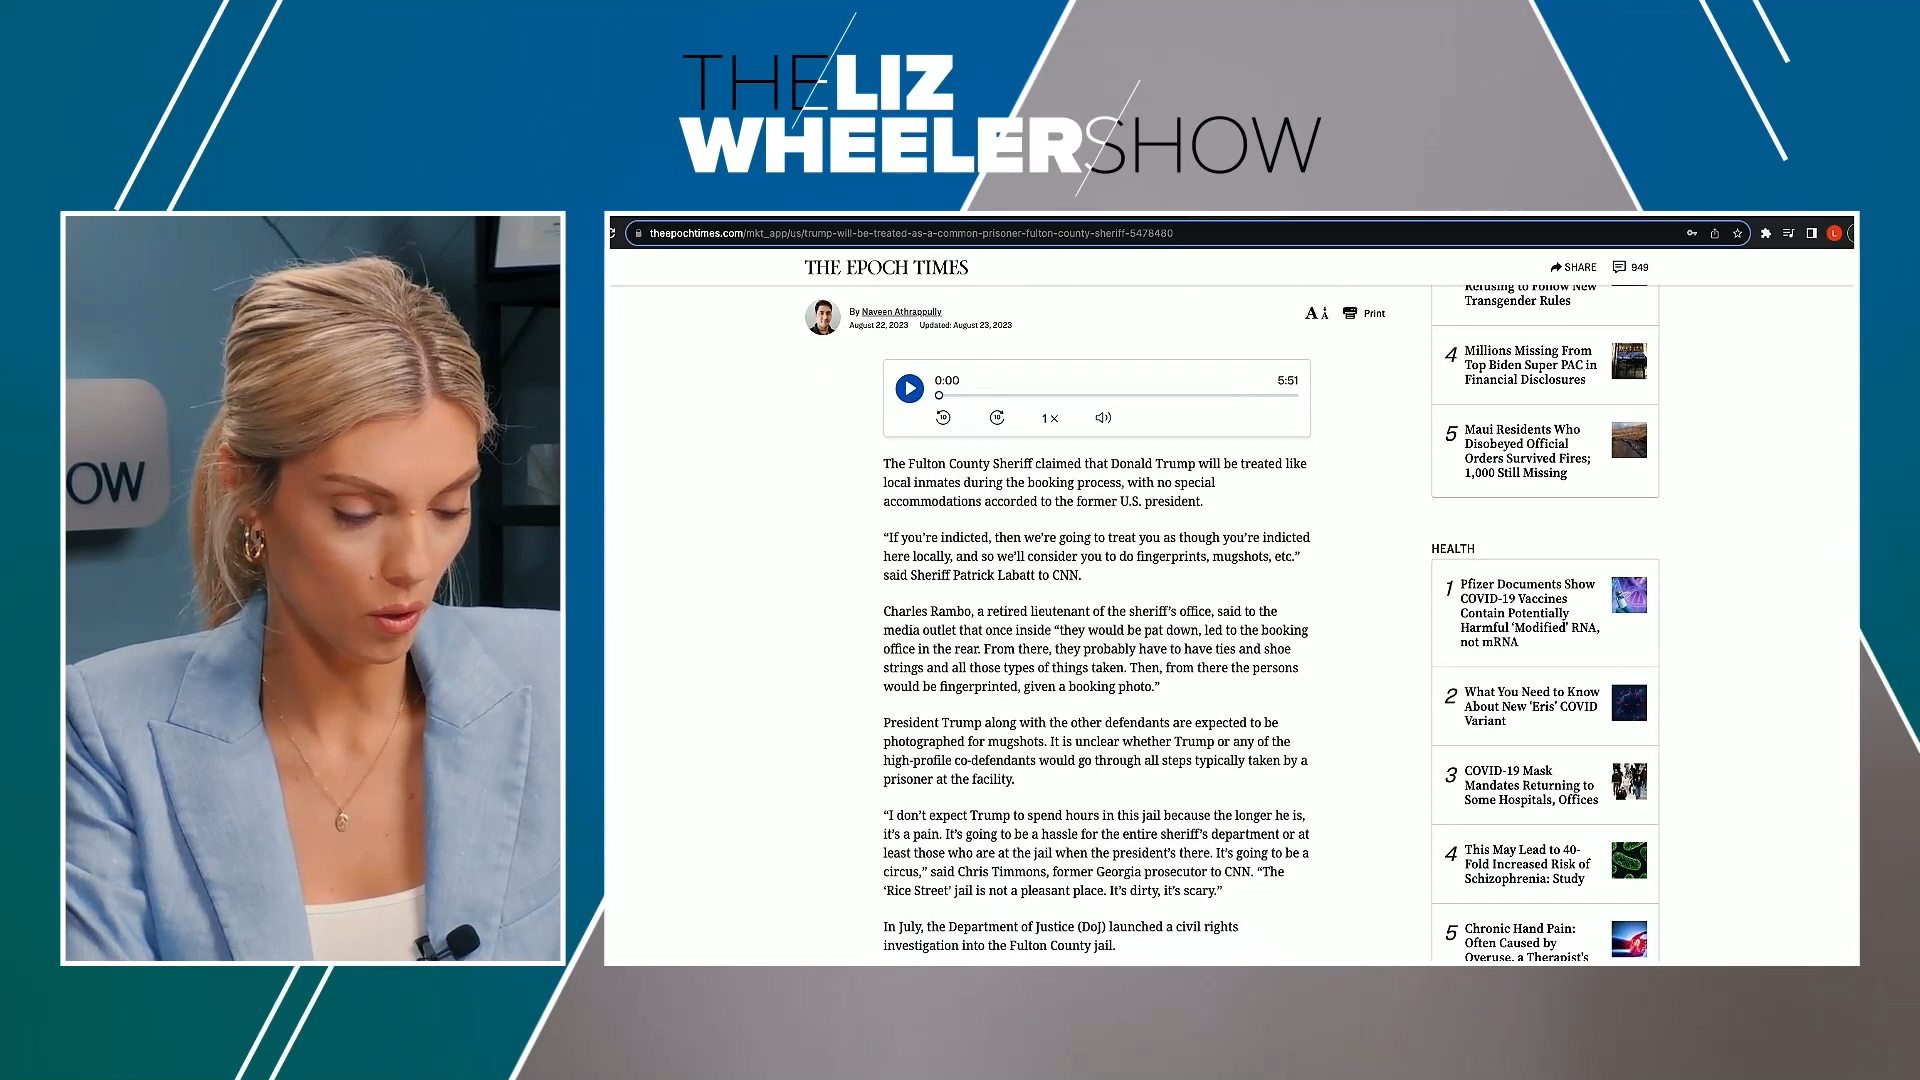 THE LIZ
WHEELER SHOW
OW
theepochtimes.com/mkt_app/us/trump-will-be-treated-as-a-common-prisoner-fulton-county-sheriff-5478480
L
THE EPOCH TIMES
SHARE
949
By Naveen Athrappully
August 22, 2023 Updated: August 23, 2023
A A Print
0:00 5:51
10 10 1×
The Fulton County Sheriff claimed that Donald Trump will be treated like
local inmates during the booking process, with no special
accommodations accorded to the former U.S. president.
“If you’re indicted, then we’re going to treat you as though you’re indicted
here locally, and so we’ll consider you to do fingerprints, mugshots, etc.”
said Sheriff Patrick Labatt to CNN.
Charles Rambo, a retired lieutenant of the sheriff’s office, said to the
media outlet that once inside “they would be pat down, led to the booking
office in the rear. From there, they probably have to have ties and shoe
strings and all those types of things taken. Then, from there the persons
would be fingerprinted, given a booking photo.”
President Trump along with the other defendants are expected to be
photographed for mugshots. It is unclear whether Trump or any of the
high-profile co-defendants would go through all steps typically taken by a
prisoner at the facility.
“I don’t expect Trump to spend hours in this jail because the longer he is,
it’s a pain. It’s going to be a hassle for the entire sheriff’s department or at
least those who are at the jail when the president’s there. It’s going to be a
circus,” said Chris Timmons, former Georgia prosecutor to CNN. “The
‘Rice Street’ jail is not a pleasant place. It’s dirty, it’s scary.”
In July, the Department of Justice (DoJ) launched a civil rights
investigation into the Fulton County jail.
Refusing to Follow New
Transgender Rules
4 Millions Missing From
Top Biden Super PAC in
Financial Disclosures
5 Maui Residents Who
Disobeyed Official
Orders Survived Fires;
1,000 Still Missing
HEALTH
1 Pfizer Documents Show
COVID-19 Vaccines
Contain Potentially
Harmful ‘Modified’ RNA,
not mRNA
2 What You Need to Know
About New ‘Eris’ COVID
Variant
3 COVID-19 Mask
Mandates Returning to
Some Hospitals, Offices
4 This May Lead to 40-
Fold Increased Risk of
Schizophrenia: Study
5 Chronic Hand Pain:
Often Caused by
Overuse, a Therapist's